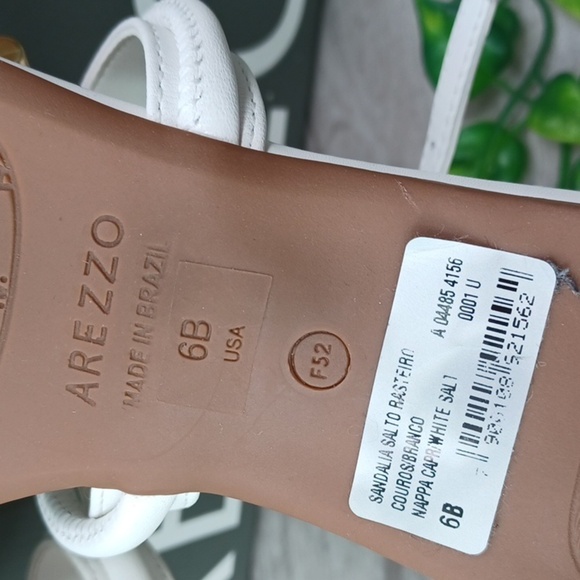 AREZZO
MADE IN BRAZIL
6B
USA
F52
SANDALIA SALTO RASTEIRO
COUROS/BRANCO
NAPPA CAPRI/WHITE SALT
6B
A 04485 4156
0001 U